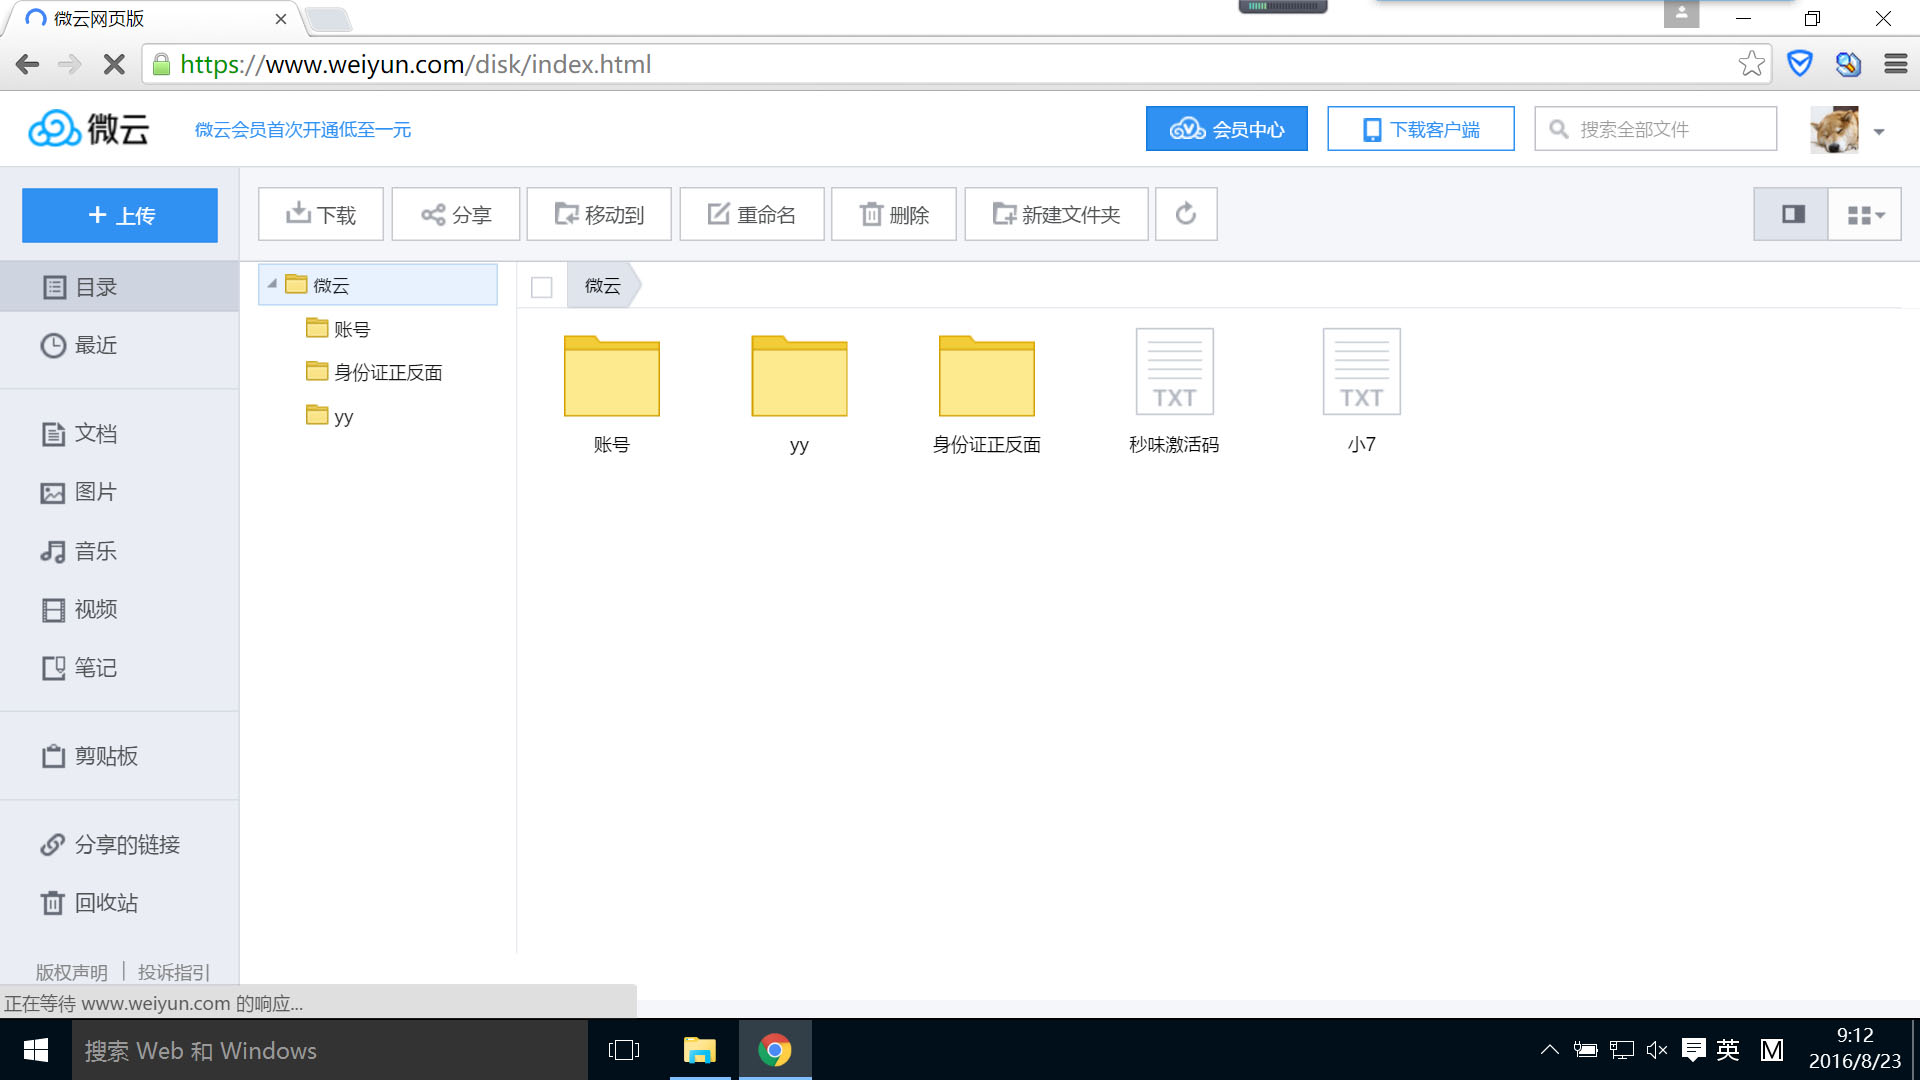 微云网页版
https://www.weiyun.com/disk/index.html
微云
微云会员首次开通低至一元
会员中心
下载客户端
搜索全部文件
上传
下载
分享
移动到
重命名
删除
新建文件夹
目录
最近
文档
图片
音乐
视频
笔记
剪贴板
分享的链接
回收站
版权声明
投诉指引
微云
账号
身份证正反面
yy
微云
TXT
TXT
账号
yy
身份证正反面
秒味激活码
小7
正在等待 www.weiyun.com 的响应...
搜索 Web 和 Windows
英
M
9:12
2016/8/23